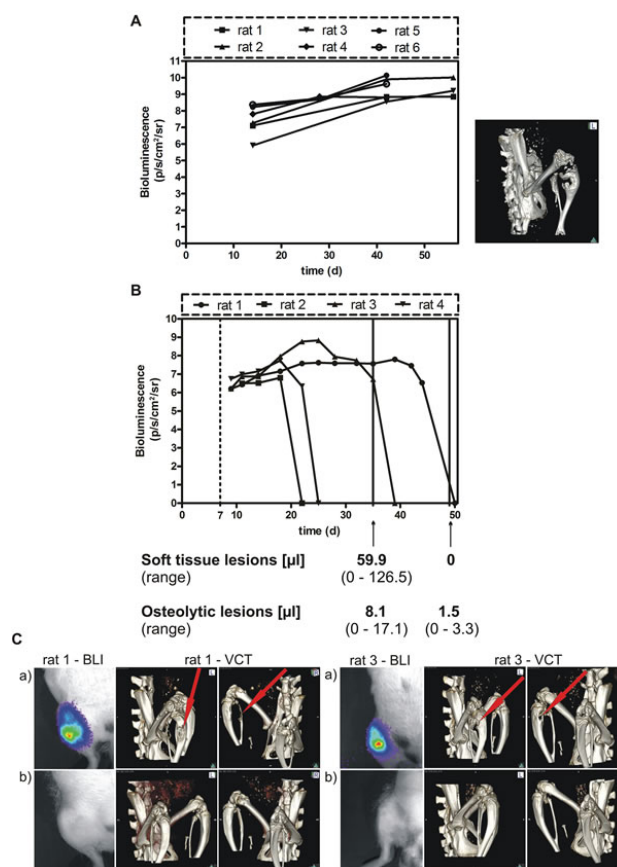 A
rat 1 rat 3 rat 5
rat 2 rat 4 rat 6
Bioluminescence
(p/s/cm²/sr)
11
10
9
8
7
6
5
4
3
2
1
0
0 10 20 30 40 50
time (d)
L
B
rat 1 rat 2 rat 3 rat 4
Bioluminescence
(p/s/cm²/sr)
10
9
8
7
6
5
4
3
2
1
0
0 7 10 20 30 40 50
time (d)
Soft tissue lesions [µl] 59.9 0
(range) (0 - 126.5)
Osteolytic lesions [µl] 8.1 1.5
(range) (0 - 17.1) (0 - 3.3)
C
rat 1 - BLI rat 1 - VCT rat 3 - BLI rat 3 - VCT
a) L R a) L R
b) L R b) L R